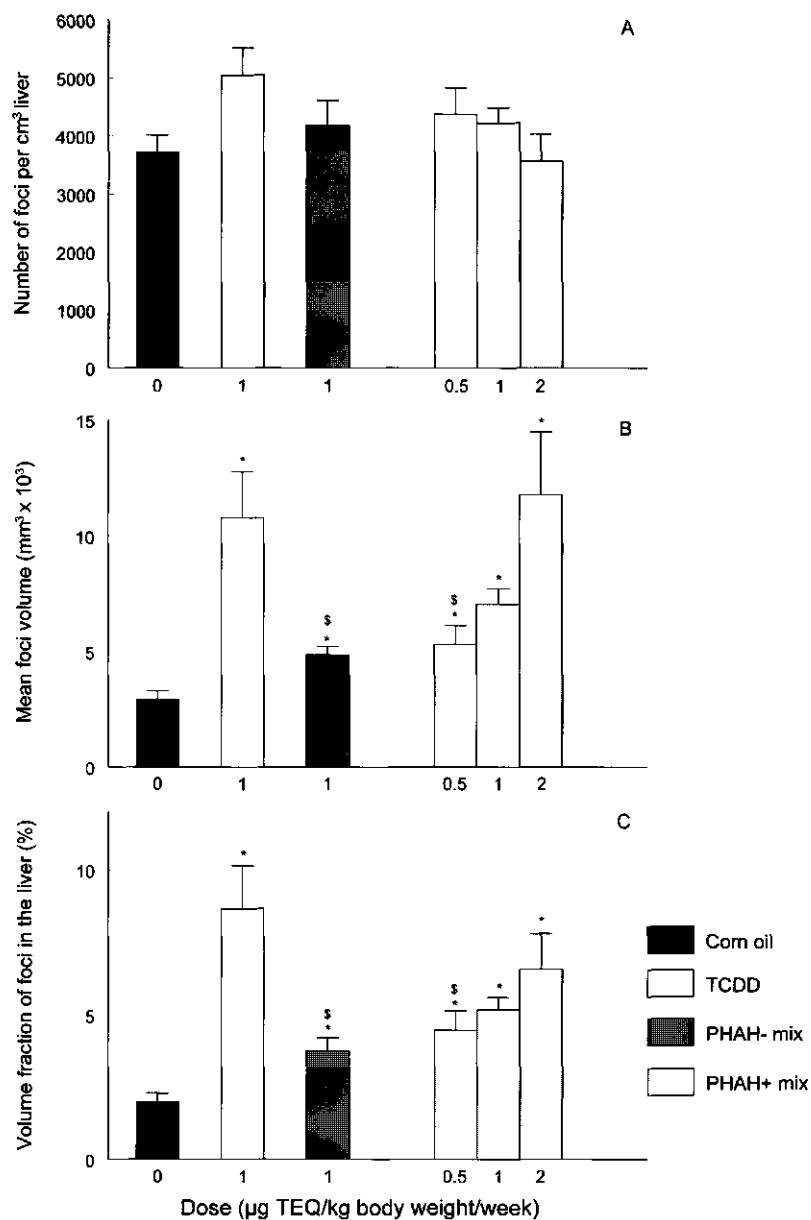 A
Number of foci per cm³ liver
6000
5000
4000
3000
2000
1000
0
0 1 1 0.5 1 2
B
Mean foci volume (mm³ x 10³)
15
10
5
0
* $ * $ * * *
0 1 1 0.5 1 2
C
Volume fraction of foci in the liver (%)
10
5
0
* $ * $ * * *
0 1 1 0.5 1 2
Dose (µg TEQ/kg body weight/week)
Corn oil
TCDD
PHAH- mix
PHAH+ mix